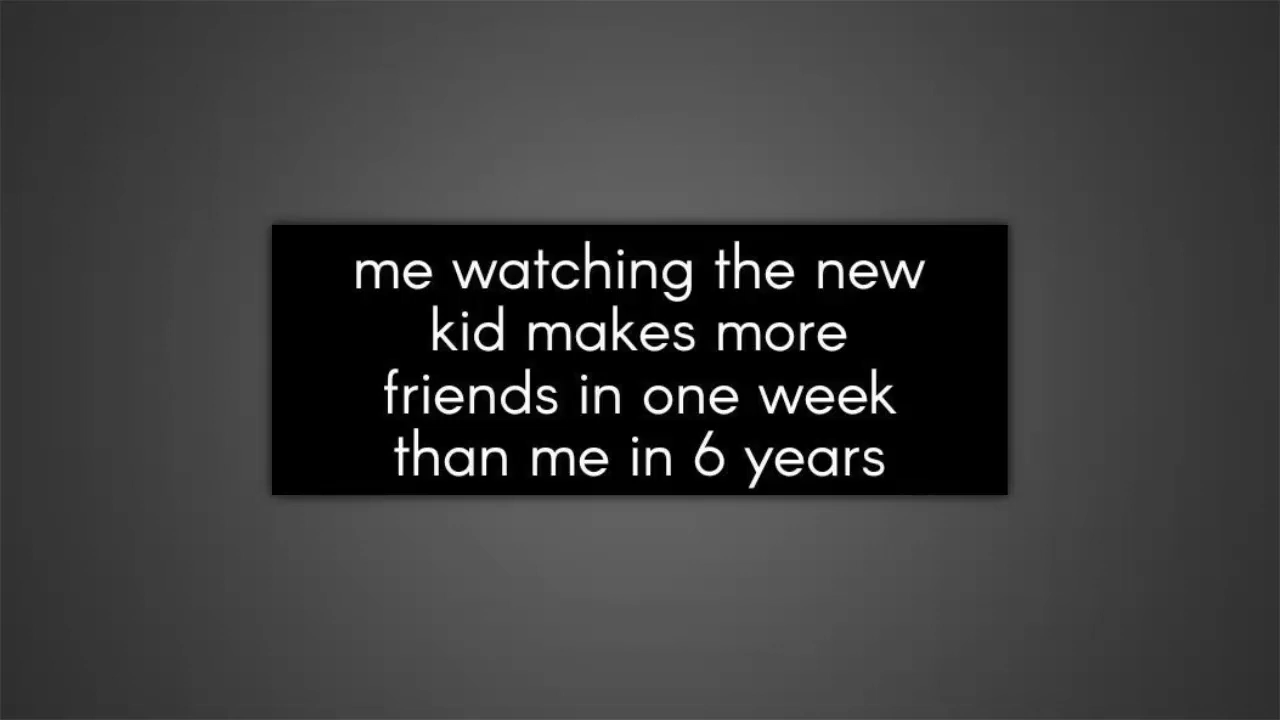 me watching the new
kid makes more
friends in one week
than me in 6 years